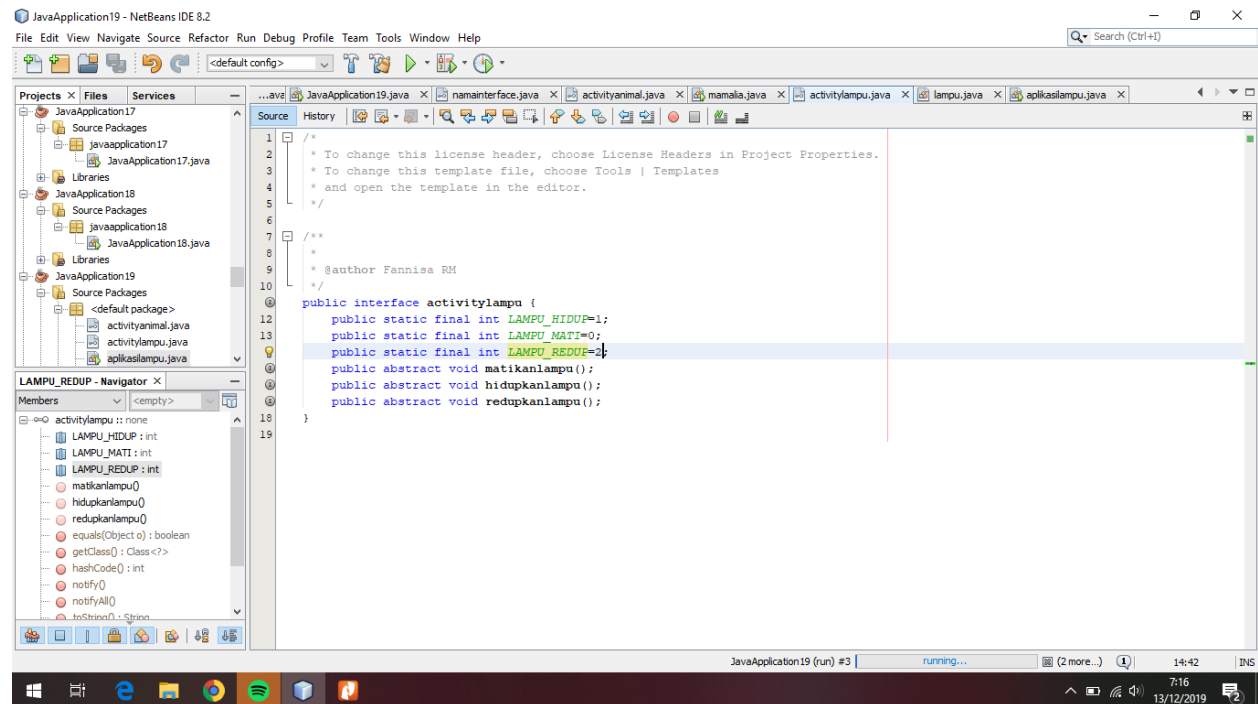 JavaApplication19 - NetBeans IDE 8.2
File Edit View Navigate Source Refactor Run Debug Profile Team Tools Window Help
Search (Ctrl+I)
<default config>
Projects Files Services
...ava JavaApplication19.java namainterface.java activityanimal.java mamalia.java activitylampu.java lampu.java aplikasilampu.java
Source History
JavaApplication17
Source Packages
javaapplication17
JavaApplication17.java
Libraries
JavaApplication18
Source Packages
javaapplication18
JavaApplication18.java
Libraries
JavaApplication19
Source Packages
<default package>
activityanimal.java
activitylampu.java
aplikasilampu.java
LAMPU_REDUP - Navigator
Members <empty>
activitylampu :: none
LAMPU_HIDUP : int
LAMPU_MATI : int
LAMPU_REDUP : int
matikanlampu()
hidupkanlampu()
redupkanlampu()
equals(Object o) : boolean
getClass() : Class<?>
hashCode() : int
notify()
notifyAll()
toString() : String
1 /*
2 * To change this license header, choose License Headers in Project Properties.
3 * To change this template file, choose Tools | Templates
4 * and open the template in the editor.
5 */
6
7 /**
8 *
9 * @author Fannisa RM
10 */
public interface activitylampu {
12 public static final int LAMPU_HIDUP=1;
13 public static final int LAMPU_MATI=0;
public static final int LAMPU_REDUP=2;
public abstract void matikanlampu();
public abstract void hidupkanlampu();
public abstract void redupkanlampu();
18 }
19
JavaApplication19 (run) #3 running... (2 more...) 1 14:42 INS
7:16
13/12/2019 2